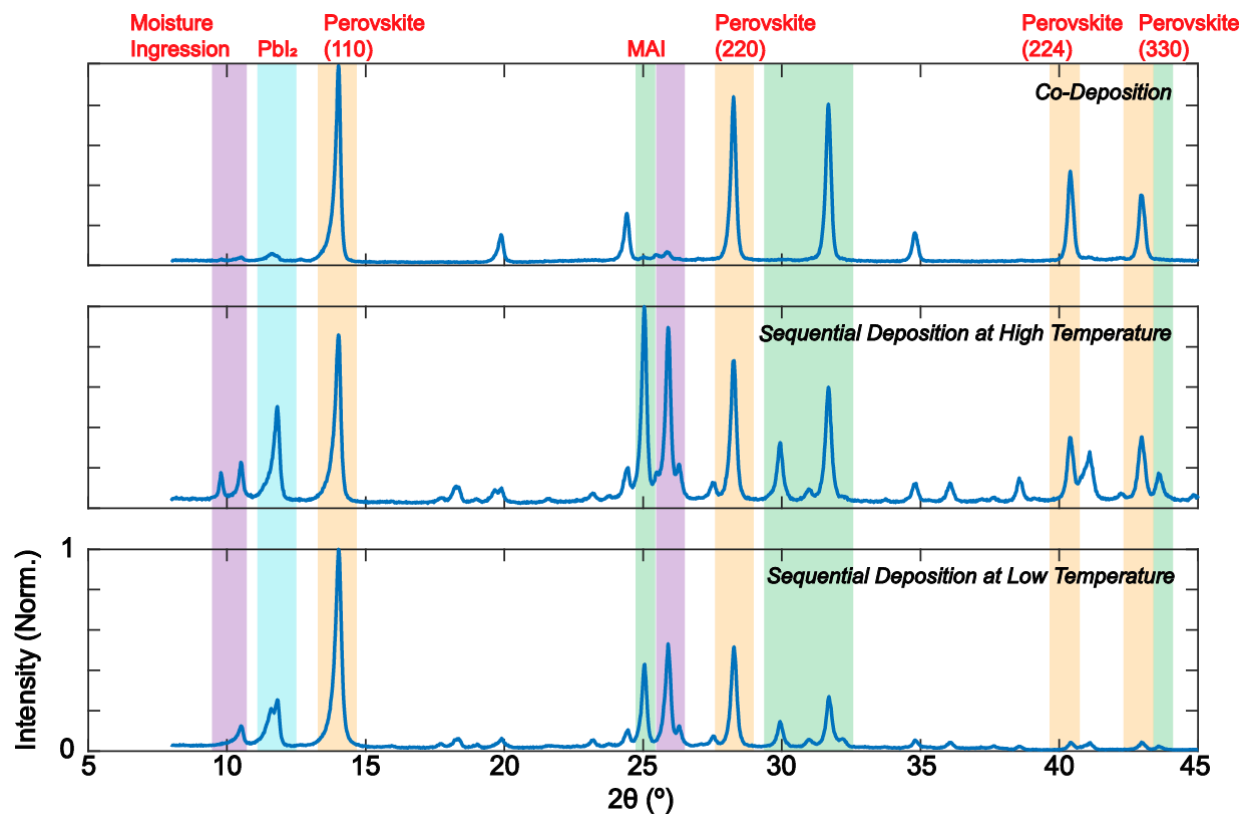 Moisture
Ingression
PbI₂
Perovskite
(110)
MAI
Perovskite
(220)
Perovskite
(224)
Perovskite
(330)
Co-Deposition
Sequential Deposition at High Temperature
1
Sequential Deposition at Low Temperature
Intensity (Norm.)
0
5 10 15 20 25 30 35 40 45
2θ (º)